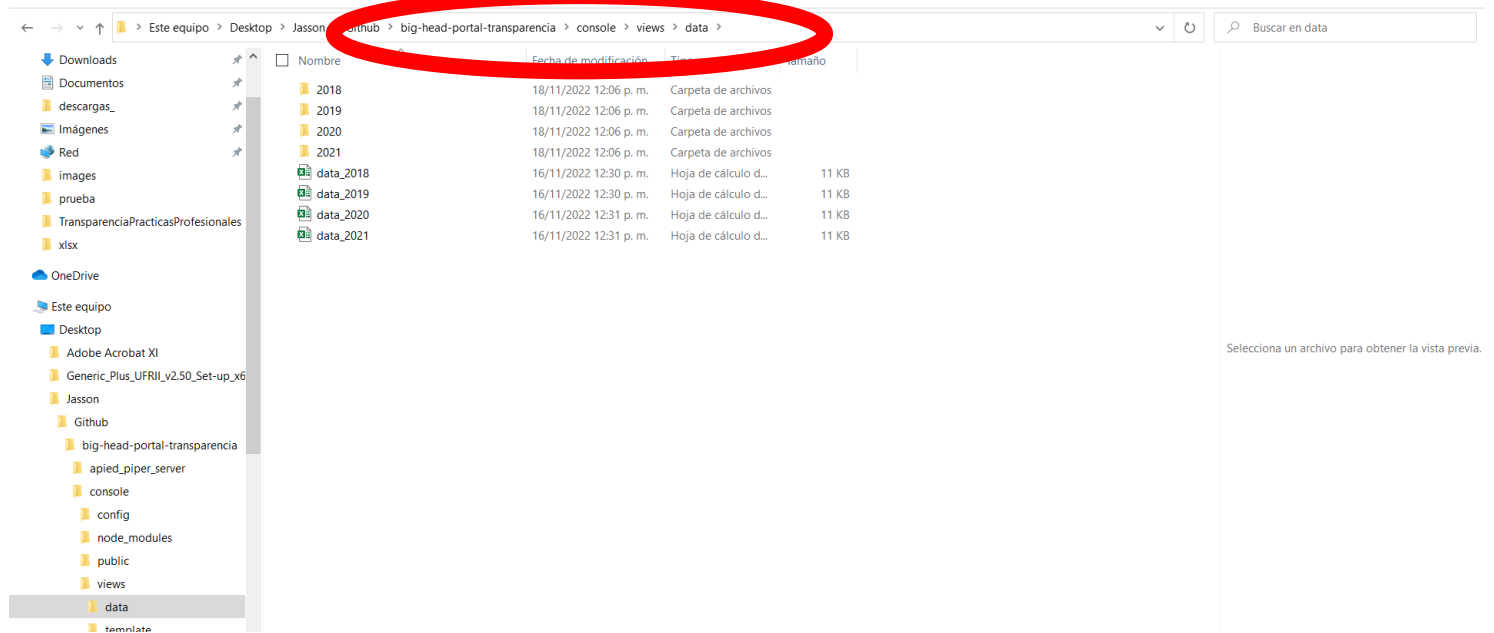 Este equipo > Desktop > Jasson > Github > big-head-portal-transparencia > console > views > data >
Buscar en data
Downloads
Documentos
descargas_
Imágenes
Red
images
prueba
TransparenciaPracticasProfesionales
xlsx
OneDrive
Este equipo
Desktop
Adobe Acrobat XI
Generic_Plus_UFRII_v2.50_Set-up_x6
Jasson
Github
big-head-portal-transparencia
apied_piper_server
console
config
node_modules
public
views
data
template
Nombre Fecha de modificación Tamaño
2018 18/11/2022 12:06 p. m. Carpeta de archivos
2019 18/11/2022 12:06 p. m. Carpeta de archivos
2020 18/11/2022 12:06 p. m. Carpeta de archivos
2021 18/11/2022 12:06 p. m. Carpeta de archivos
data_2018 16/11/2022 12:30 p. m. Hoja de cálculo d... 11 KB
data_2019 16/11/2022 12:30 p. m. Hoja de cálculo d... 11 KB
data_2020 16/11/2022 12:31 p. m. Hoja de cálculo d... 11 KB
data_2021 16/11/2022 12:31 p. m. Hoja de cálculo d... 11 KB
Selecciona un archivo para obtener la vista previa.